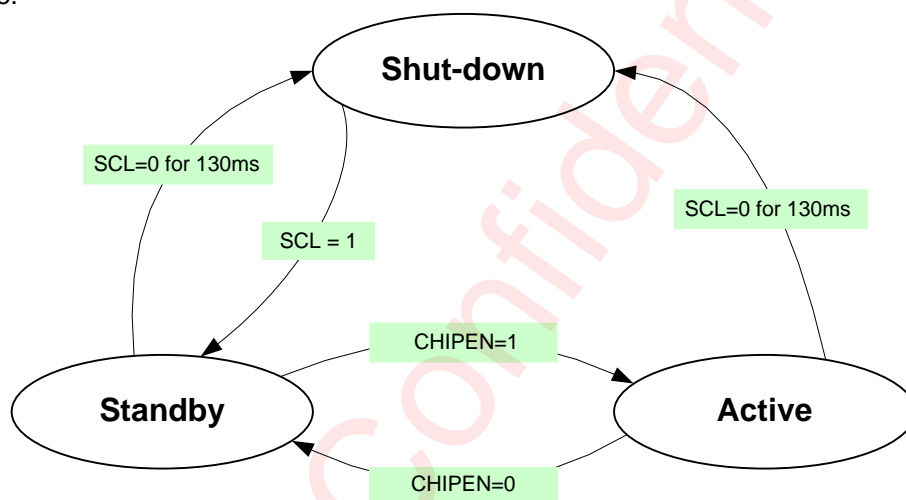 Shut-down
SCL=0 for 130ms
SCL=0 for 130ms
SCL = 1
CHIPEN=1
Standby
Active
CHIPEN=0
Confiden